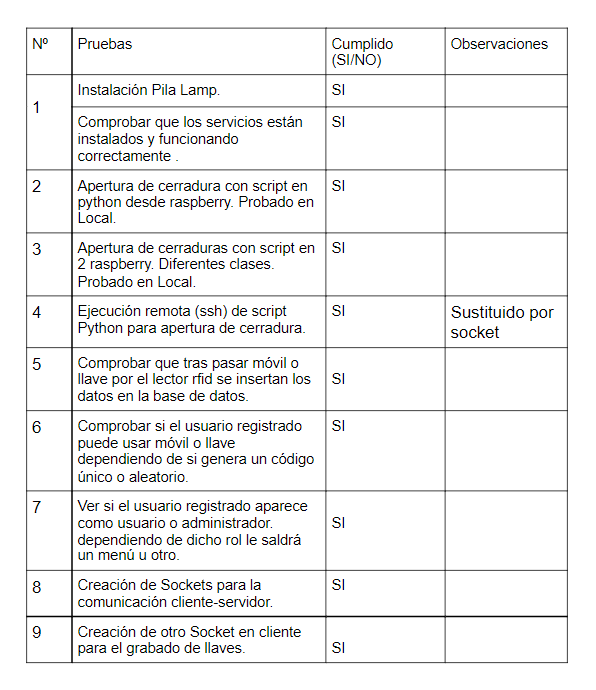 Nº Pruebas Cumplido (SI/NO) Observaciones
1 Instalación Pila Lamp. SI
Comprobar que los servicios están SI
instalados y funcionando
correctamente .
2 Apertura de cerradura con script en SI
python desde raspberry. Probado en
Local.
3 Apertura de cerraduras con script en SI
2 raspberry. Diferentes clases.
Probado en Local.
4 Ejecución remota (ssh) de script SI Sustituido por
Python para apertura de cerradura. socket
5 Comprobar que tras pasar móvil o
llave por el lector rfid se insertan los SI
datos en la base de datos.
6 Comprobar si el usuario registrado SI
puede usar móvil o llave
dependiendo de si genera un código
único o aleatorio.
7 Ver si el usuario registrado aparece
como usuario o administrador. SI
dependiendo de dicho rol le saldrá
un menú u otro.
8 Creación de Sockets para la SI
comunicación cliente-servidor.
9 Creación de otro Socket en cliente
para el grabado de llaves. SI